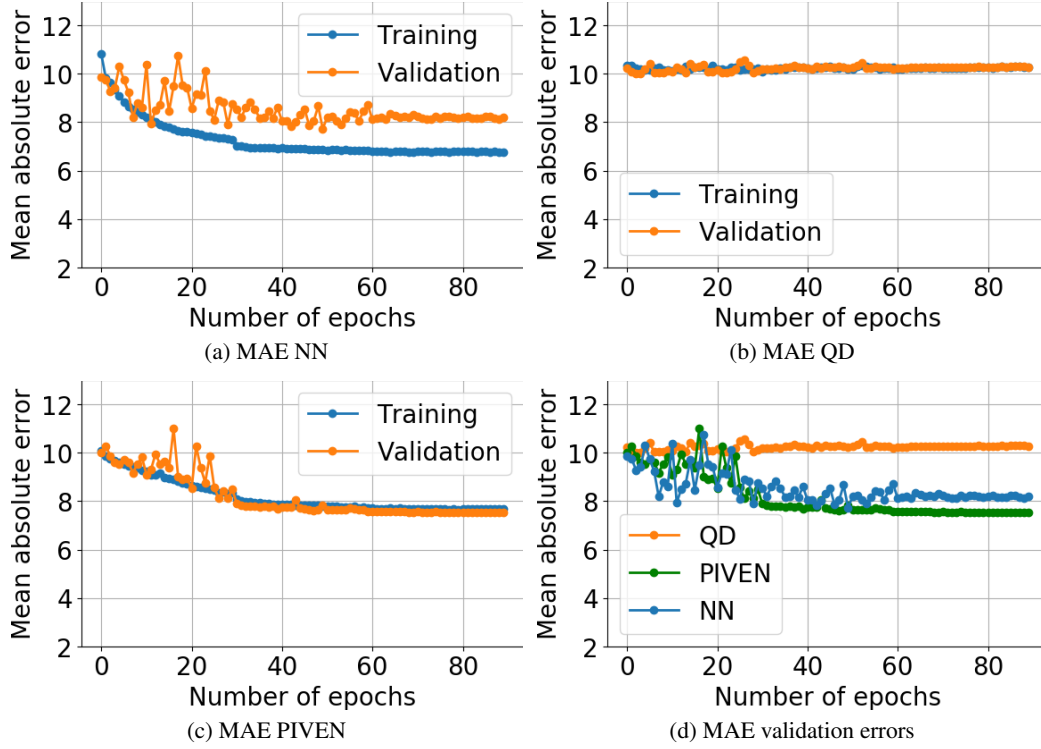 12
10
8
6
4
2
Mean absolute error
Training
Validation
0 20 40 60 80
Number of epochs
(a) MAE NN
12
10
8
6
4
2
Mean absolute error
Training
Validation
0 20 40 60 80
Number of epochs
(b) MAE QD
12
10
8
6
4
2
Mean absolute error
Training
Validation
0 20 40 60 80
Number of epochs
(c) MAE PIVEN
12
10
8
6
4
2
Mean absolute error
QD
PIVEN
NN
0 20 40 60 80
Number of epochs
(d) MAE validation errors